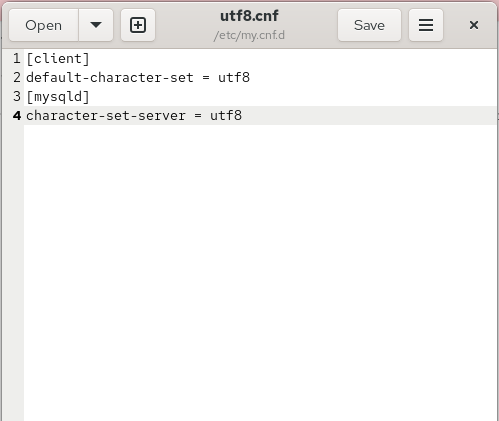 Open
utf8.cnf
/etc/my.cnf.d
Save
1 [client]
2 default-character-set = utf8
3 [mysqld]
4 character-set-server = utf8